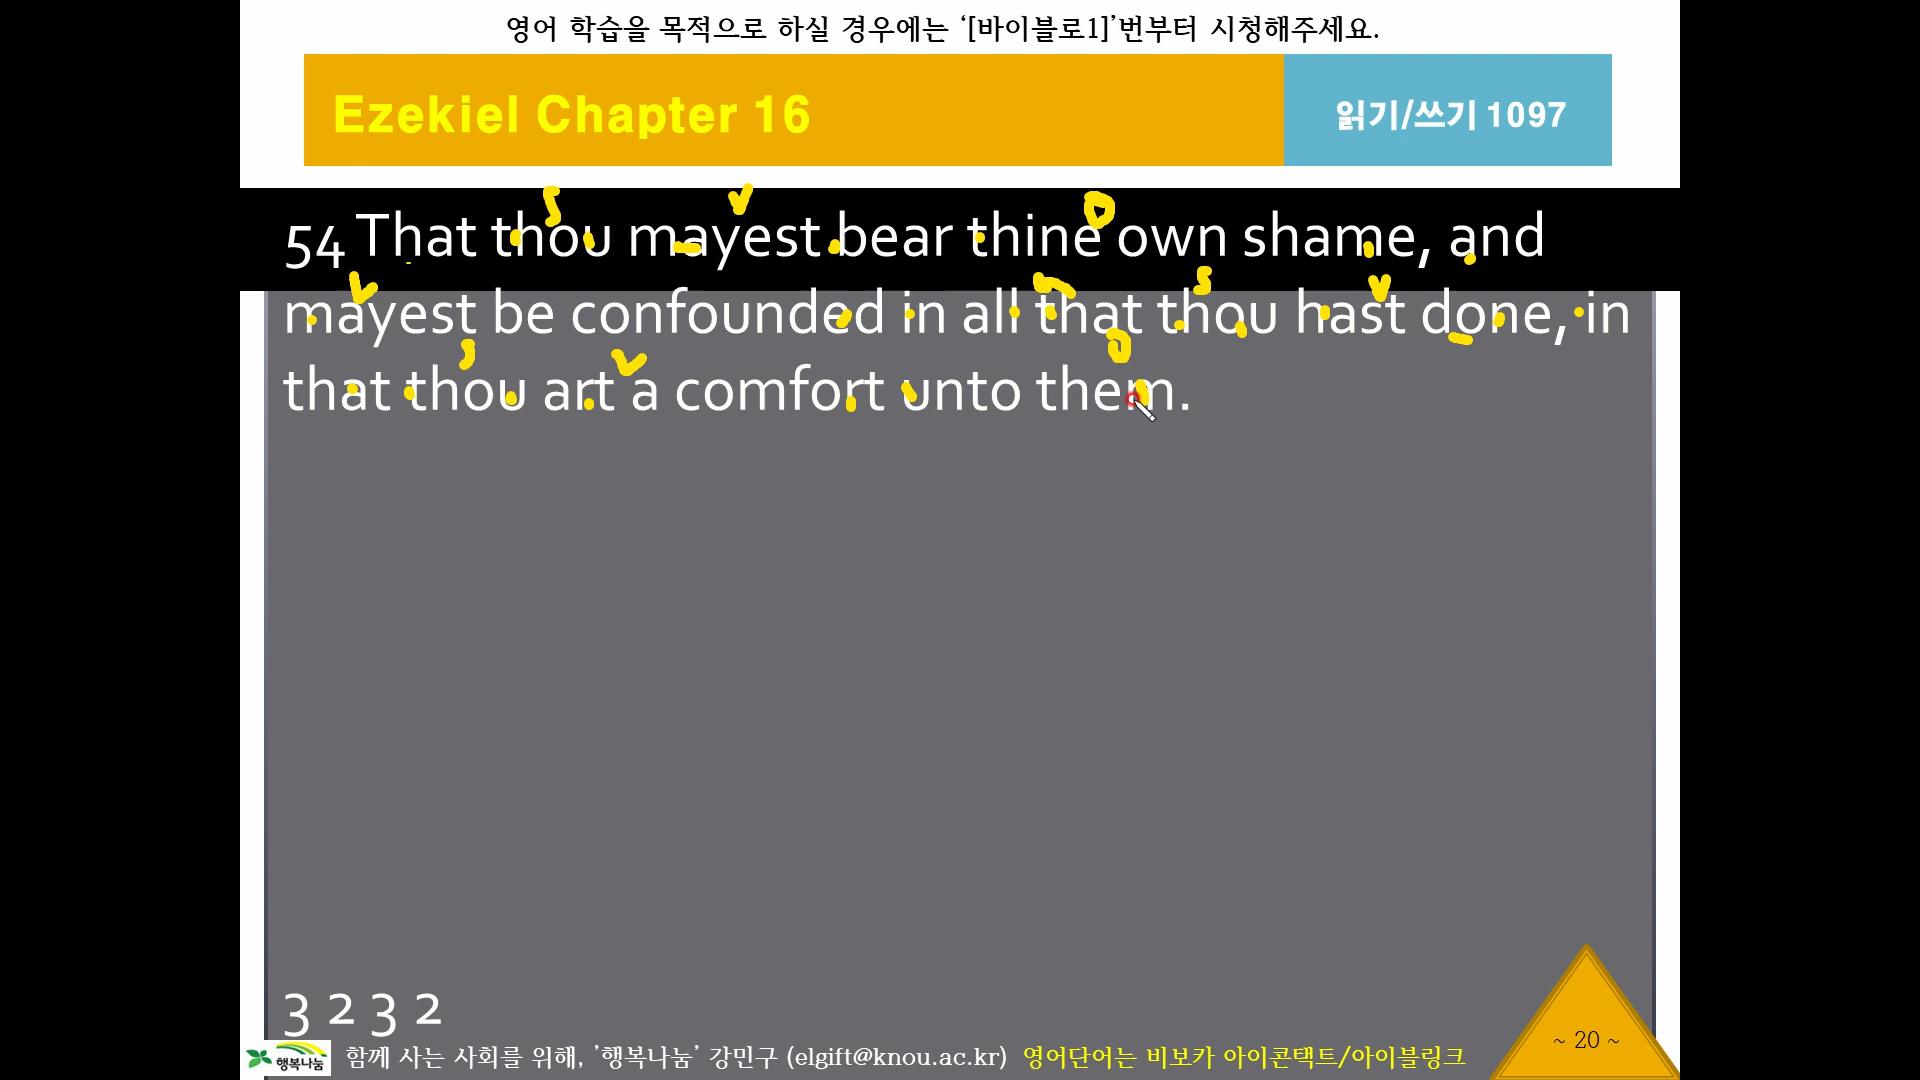 영어 학습을 목적으로 하실 경우에는 ‘[바이블로1]’번부터 시청해주세요.
Ezekiel Chapter 16
읽기/쓰기 1097
54 That thou mayest bear thine own shame, and
mayest be confounded in all that thou hast done, in
that thou art a comfort unto them.
3 2 3 2
~ 20 ~
행복나눔
함께 사는 사회를 위해, ’행복나눔’ 강민구 (elgift@knou.ac.kr) 영어단어는 비보카 아이콘택트/아이블링크